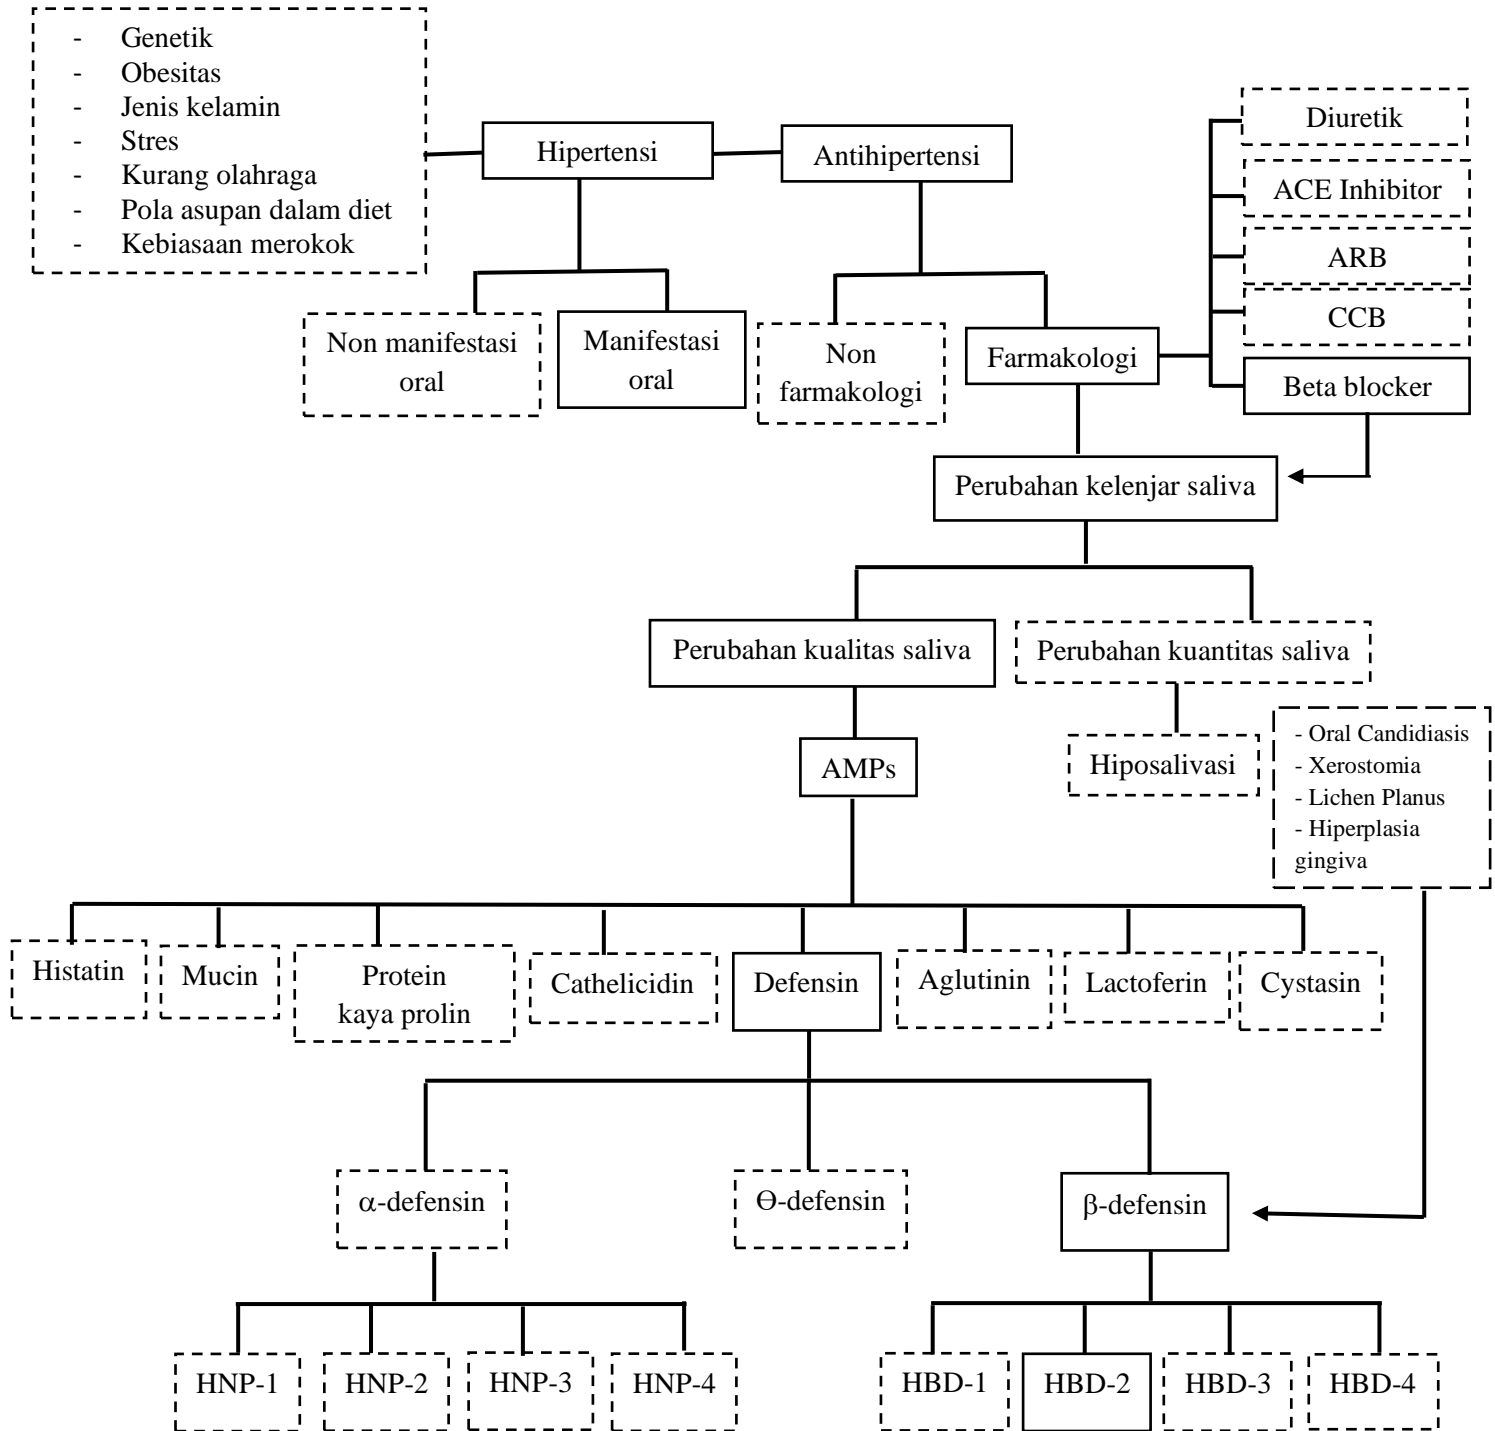 - Genetik
- Obesitas
- Jenis kelamin
- Stres
- Kurang olahraga
- Pola asupan dalam diet
- Kebiasaan merokok
Hipertensi
Antihipertensi
Diuretik
ACE Inhibitor
ARB
CCB
Beta blocker
Non manifestasi
oral
Manifestasi
oral
Non
farmakologi
Farmakologi
Perubahan kelenjar saliva
Perubahan kualitas saliva
Perubahan kuantitas saliva
AMPs
Hiposalivasi
- Oral Candidiasis
- Xerostomia
- Lichen Planus
- Hiperplasia
gingiva
Histatin
Mucin
Protein
kaya prolin
Cathelicidin
Defensin
Aglutinin
Lactoferin
Cystasin
α-defensin
Ɵ-defensin
β-defensin
HNP-1
HNP-2
HNP-3
HNP-4
HBD-1
HBD-2
HBD-3
HBD-4